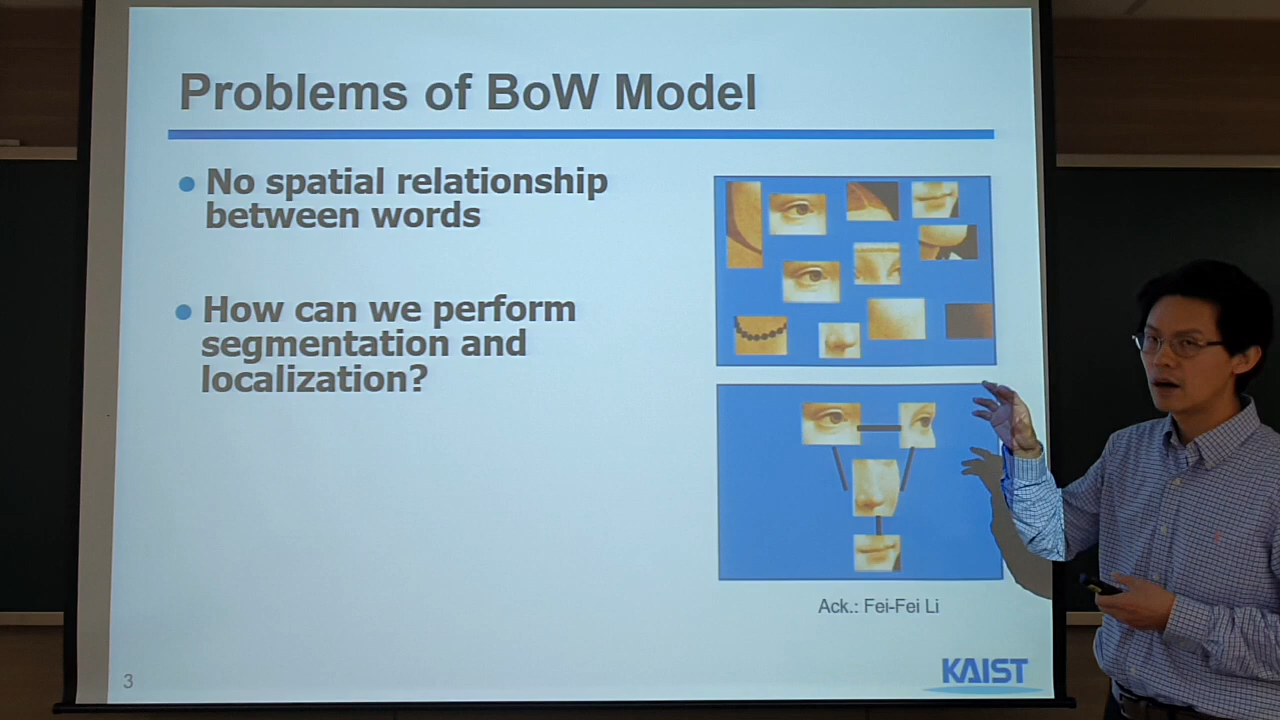 Problems of BoW Model
No spatial relationship
between words
How can we perform
segmentation and
localization?
Ack.: Fei-Fei Li
3
KAIST